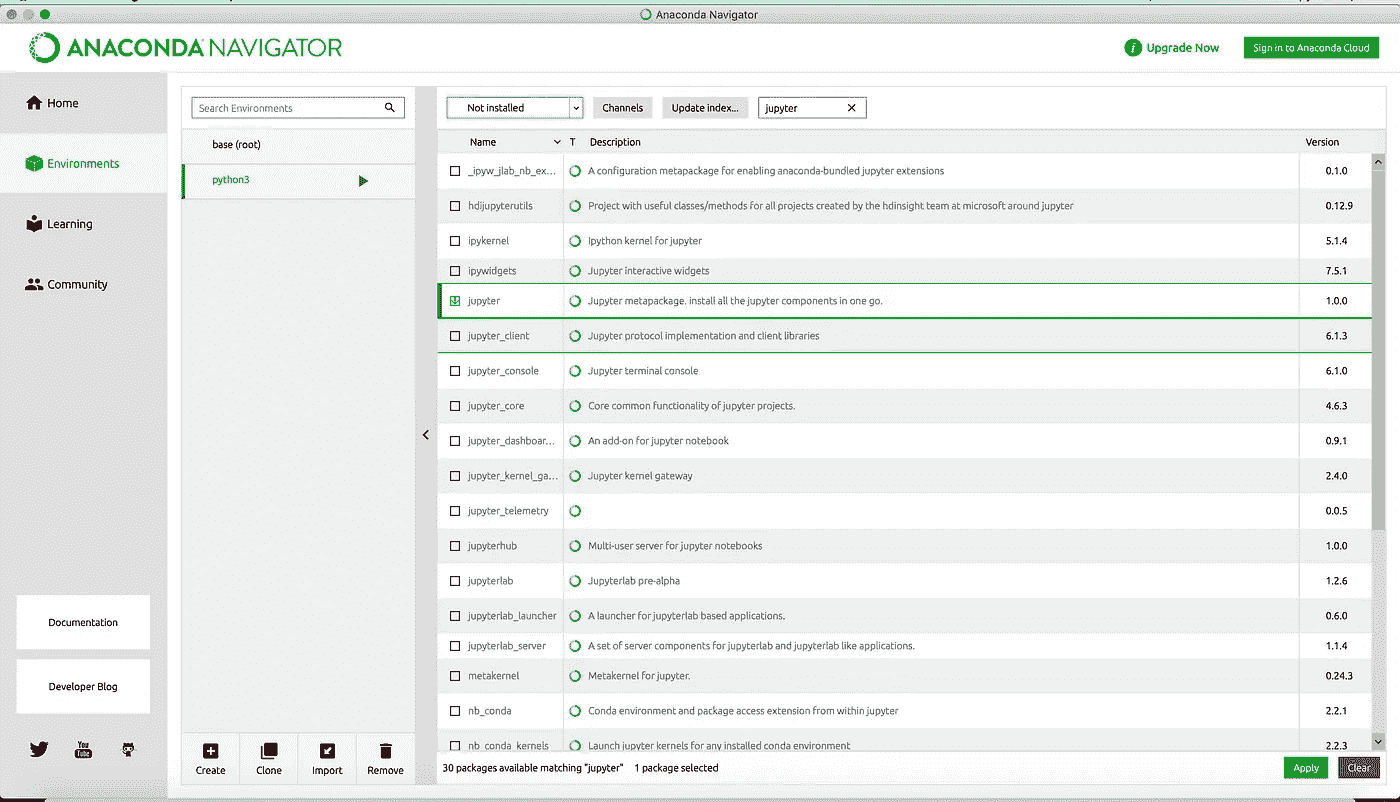 Anaconda Navigator
ANACONDA NAVIGATOR
i Upgrade Now
Sign in to Anaconda Cloud
Home
Environments
Learning
Community
Documentation
Developer Blog
You Tube
Search Environments
base (root)
python3
Create Clone Import Remove
Not installed Channels Update index... jupyter
Name T Description Version
_ipyw_jlab_nb_ex... A configuration metapackage for enabling anaconda-bundled jupyter extensions 0.1.0
hdijupyterutils Project with useful classes/methods for all projects created by the hdinsight team at microsoft around jupyter 0.12.9
ipykernel Ipython kernel for jupyter 5.1.4
ipywidgets Jupyter interactive widgets 7.5.1
jupyter Jupyter metapackage. install all the jupyter components in one go. 1.0.0
jupyter_client Jupyter protocol implementation and client libraries 6.1.3
jupyter_console Jupyter terminal console 6.1.0
jupyter_core Core common functionality of jupyter projects. 4.6.3
jupyter_dashboar... An add-on for jupyter notebook 0.9.1
jupyter_kernel_ga... Jupyter kernel gateway 2.4.0
jupyter_telemetry 0.0.5
jupyterhub Multi-user server for jupyter notebooks 1.0.0
jupyterlab Jupyterlab pre-alpha 1.2.6
jupyterlab_launcher A launcher for jupyterlab based applications. 0.6.0
jupyterlab_server A set of server components for jupyterlab and jupyterlab like applications. 1.1.4
metakernel Metakernel for jupyter. 0.24.3
nb_conda Conda environment and package access extension from within jupyter 2.2.1
nb_conda_kernels Launch jupyter kernels for any installed conda environment 2.2.3
30 packages available matching "jupyter" 1 package selected
Apply Clear